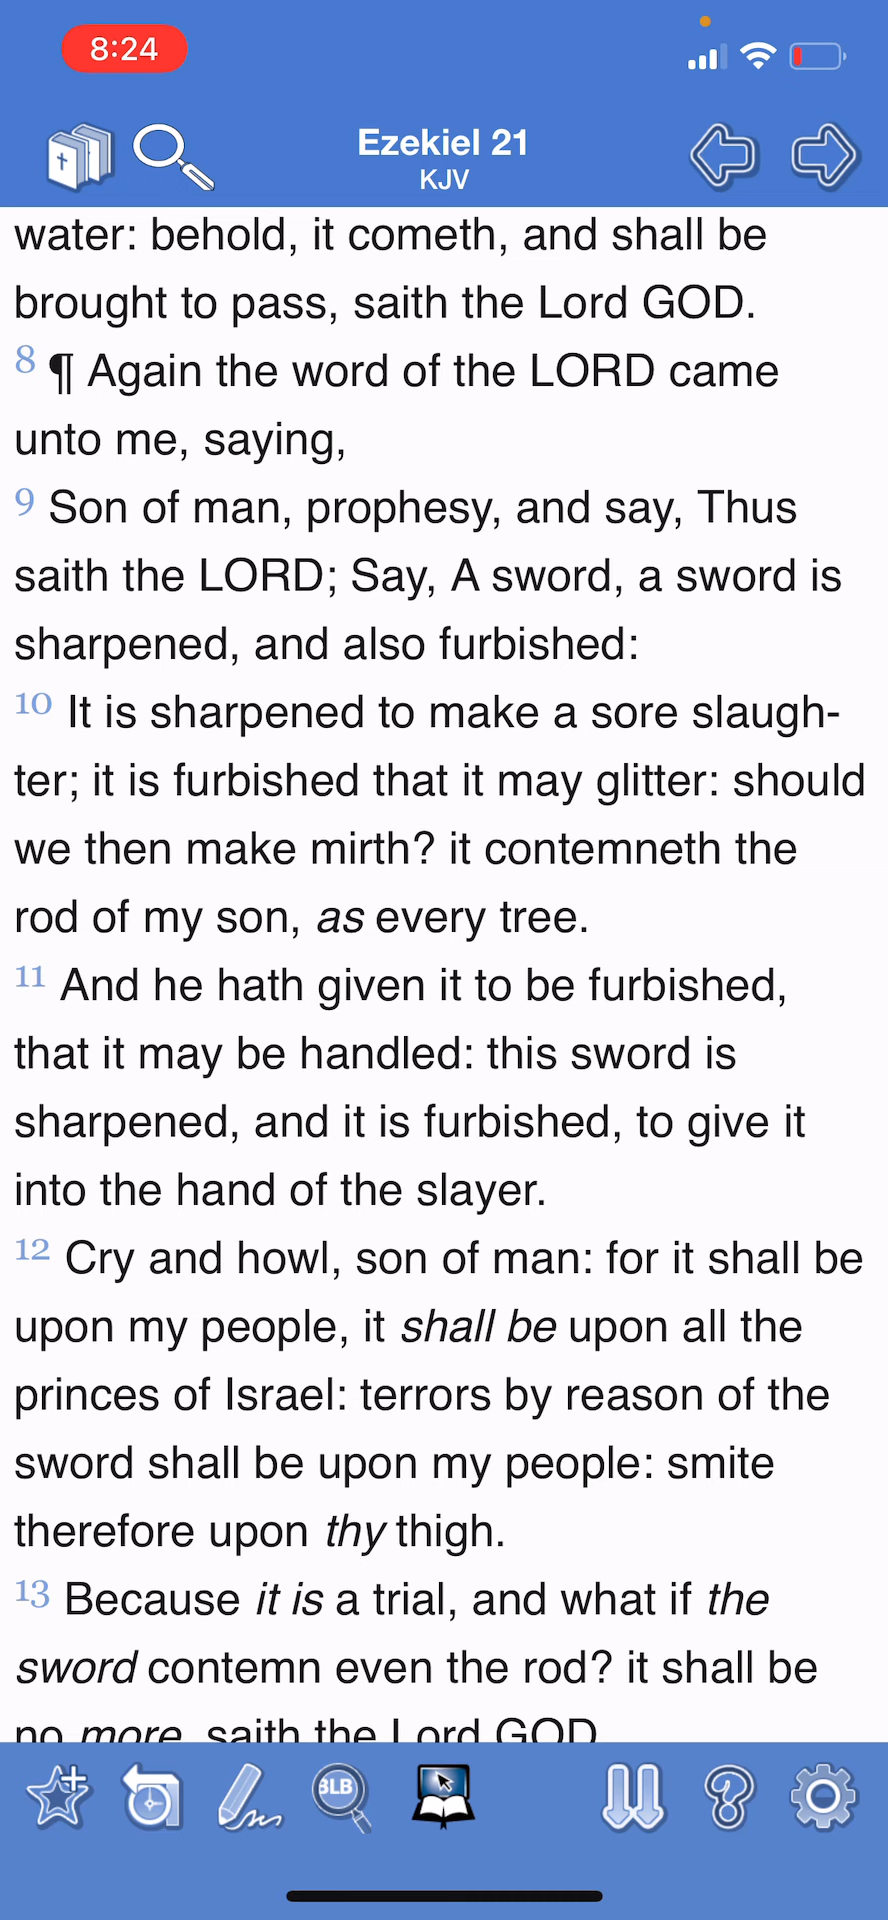 8:24
Ezekiel 21
KJV
water: behold, it cometh, and shall be
brought to pass, saith the Lord GOD.
8 ¶ Again the word of the LORD came
unto me, saying,
9 Son of man, prophesy, and say, Thus
saith the LORD; Say, A sword, a sword is
sharpened, and also furbished:
10 It is sharpened to make a sore slaugh-
ter; it is furbished that it may glitter: should
we then make mirth? it contemneth the
rod of my son, as every tree.
11 And he hath given it to be furbished,
that it may be handled: this sword is
sharpened, and it is furbished, to give it
into the hand of the slayer.
12 Cry and howl, son of man: for it shall be
upon my people, it shall be upon all the
princes of Israel: terrors by reason of the
sword shall be upon my people: smite
therefore upon thy thigh.
13 Because it is a trial, and what if the
sword contemn even the rod? it shall be
no more, saith the Lord GOD.
BLB